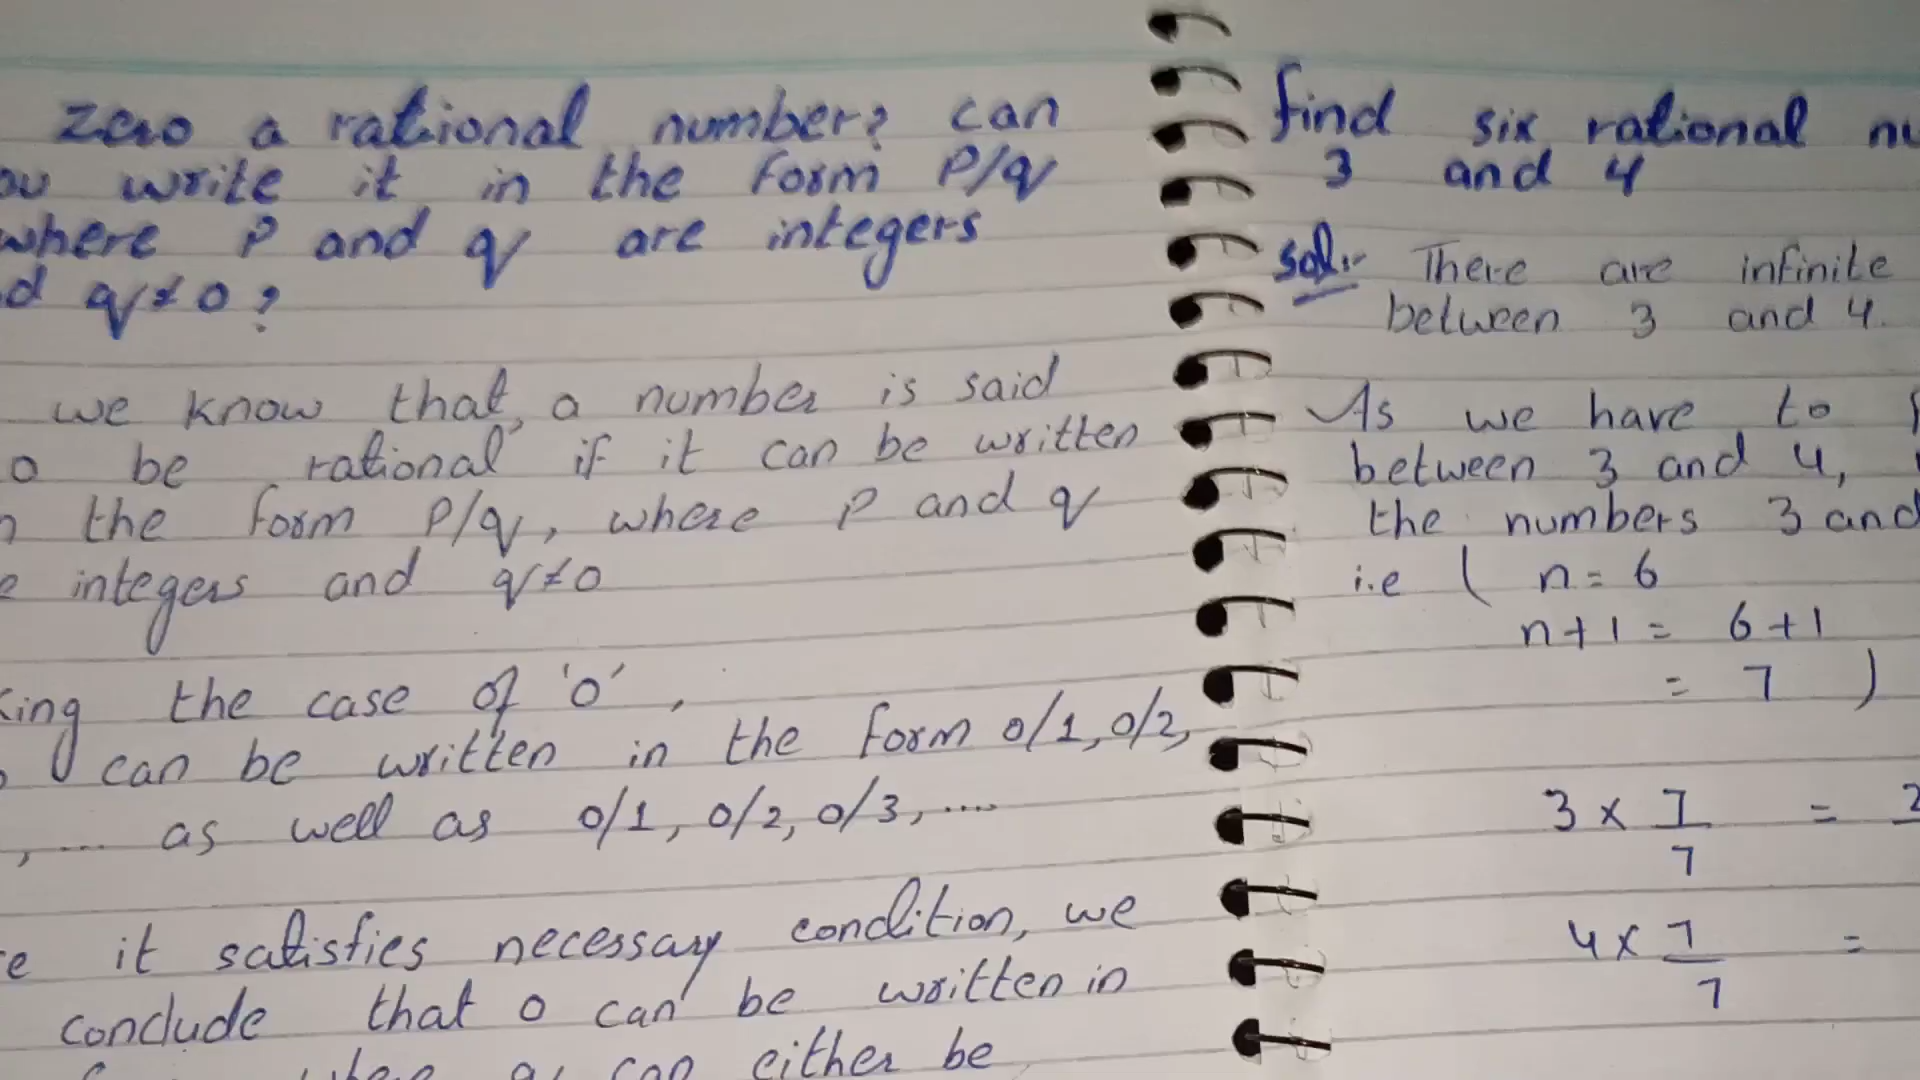 zero a rational number? can
write it in the form P/q
where P and q are integers
q≠0?
we know that, a number is said
be rational if it can be written
the form P/q, where P and q
integers and q≠0
the case of '0',
can be written in the form 0/1, 0/2,
,... as well as 0/1, 0/2, 0/3, ....
it satisfies necessary condition, we
conclude that 0 can be written in
can either be
find six rational
3 and 4
Sol:- There are infinite
between 3 and 4.
As we have to
between 3 and 4,
the numbers 3 and
i.e ( n = 6
n+1 = 6+1
= 7 )
3 × 7/7 =
4 × 7/7 =